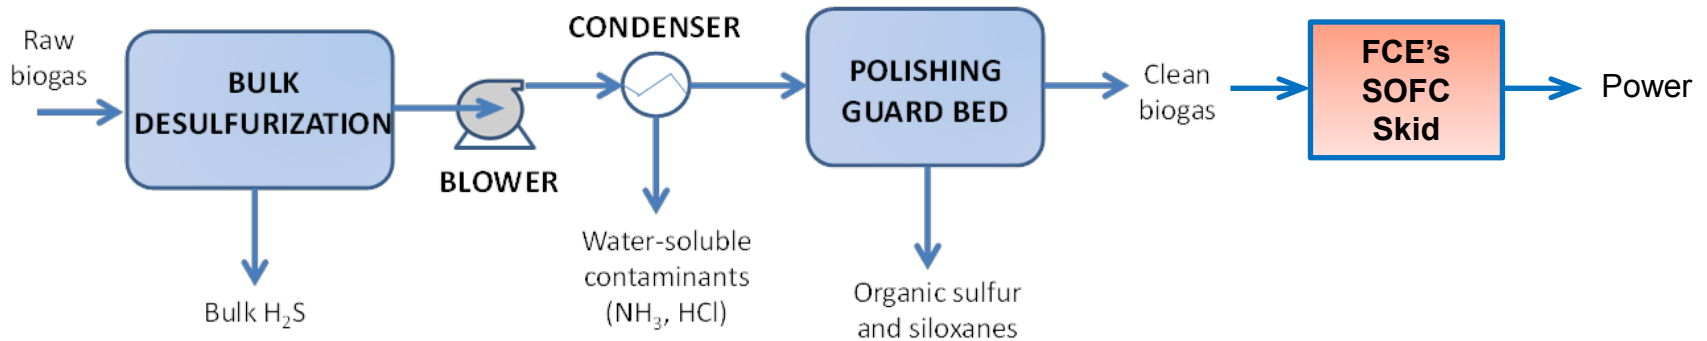 Raw
biogas
BULK
DESULFURIZATION
Bulk H₂S
BLOWER
CONDENSER
Water-soluble
contaminants
(NH₃, HCl)
POLISHING
GUARD BED
Organic sulfur
and siloxanes
Clean
biogas
FCE’s
SOFC
Skid
Power